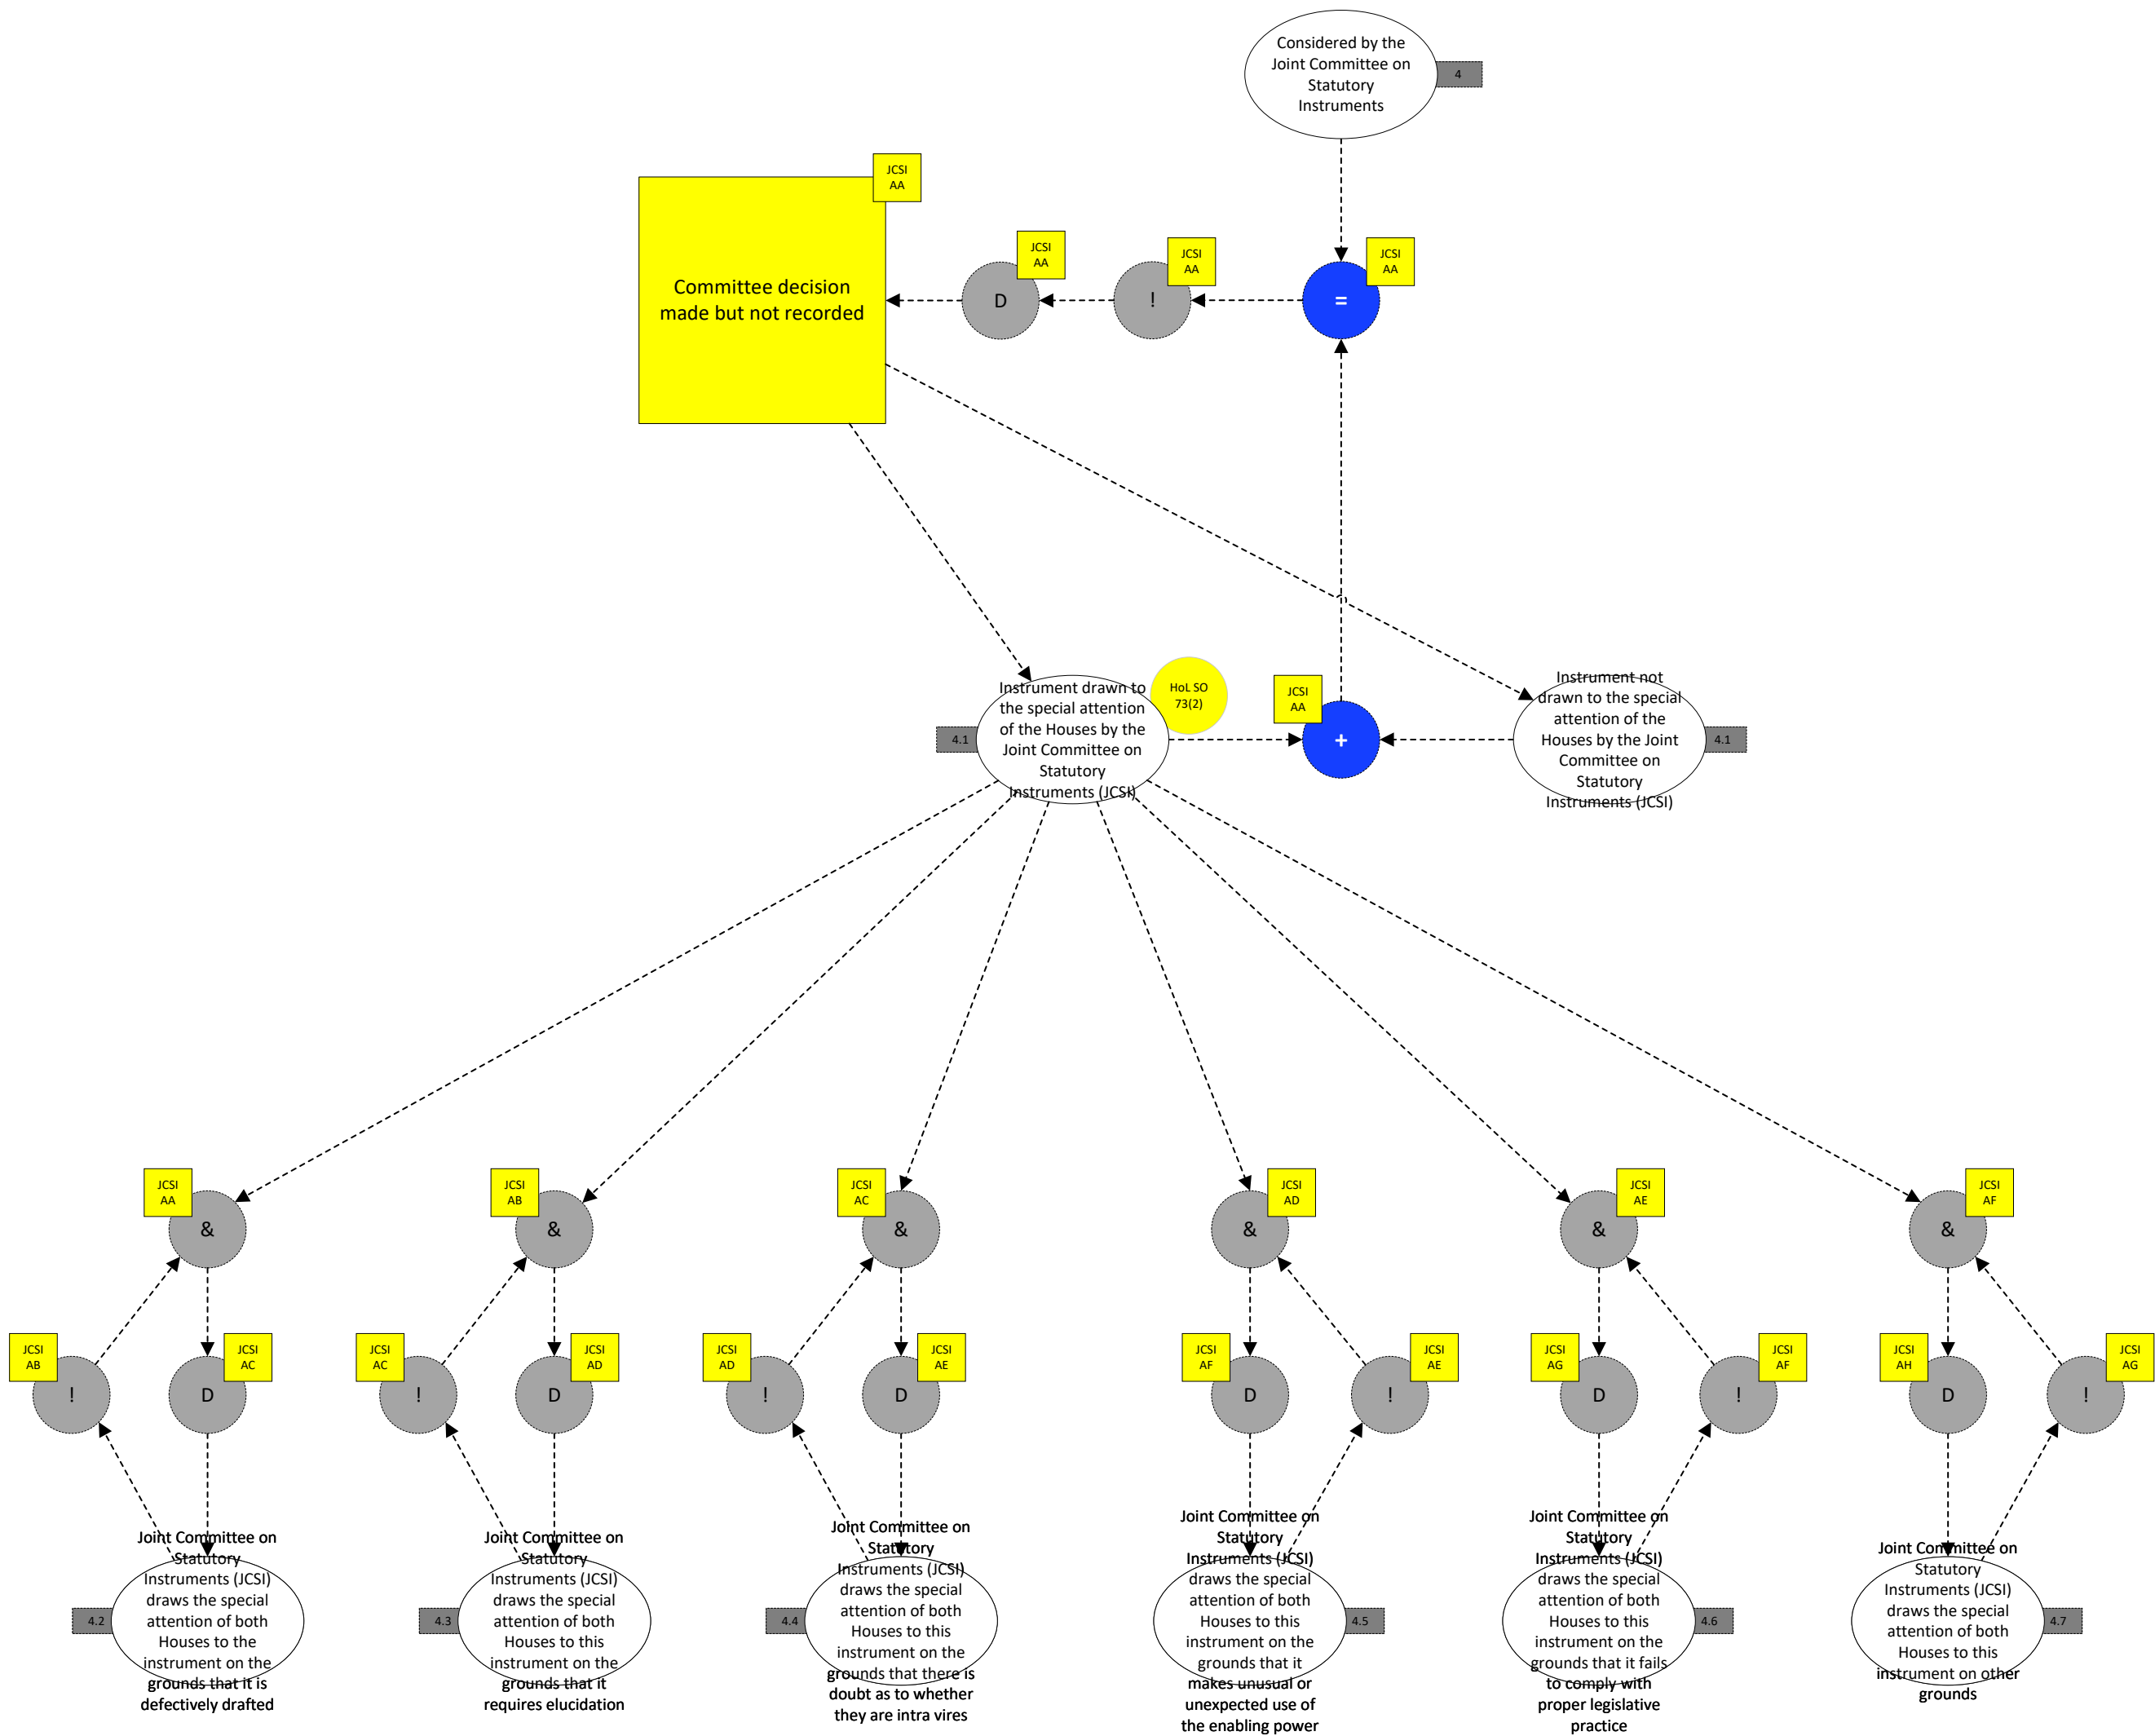 Considered by the
Joint Committee on
Statutory
Instruments
4
JCSI
AA
Committee decision
made but not recorded
JCSI
AA
D
JCSI
AA
!
JCSI
AA
=
Instrument drawn to
the special attention
of the Houses by the
Joint Committee on
Statutory
Instruments (JCSI)
4.1
HoL SO
73(2)
JCSI
AA
+
Instrument not
drawn to the special
attention of the
Houses by the Joint
Committee on
Statutory
Instruments (JCSI)
4.1
JCSI
AA
&
JCSI
AB
&
JCSI
AC
&
JCSI
AD
&
JCSI
AE
&
JCSI
AF
&
JCSI
AB
!
JCSI
AC
D
JCSI
AC
!
JCSI
AD
D
JCSI
AD
!
JCSI
AE
D
JCSI
AF
D
JCSI
AE
!
JCSI
AG
D
JCSI
AF
!
JCSI
AH
D
JCSI
AG
!
4.2
Joint Committee on
Statutory
Instruments (JCSI)
draws the special
attention of both
Houses to the
instrument on the
grounds that it is
defectively drafted
4.3
Joint Committee on
Statutory
Instruments (JCSI)
draws the special
attention of both
Houses to this
instrument on the
grounds that it
requires elucidation
4.4
Joint Committee on
Statutory
Instruments (JCSI)
draws the special
attention of both
Houses to this
instrument on the
grounds that there is
doubt as to whether
they are intra vires
Joint Committee on
Statutory
Instruments (JCSI)
draws the special
attention of both
Houses to this
instrument on the
grounds that it
makes unusual or
unexpected use of
the enabling power
4.5
Joint Committee on
Statutory
Instruments (JCSI)
draws the special
attention of both
Houses to this
instrument on the
grounds that it fails
to comply with
proper legislative
practice
4.6
Joint Committee on
Statutory
Instruments (JCSI)
draws the special
attention of both
Houses to this
instrument on other
grounds
4.7